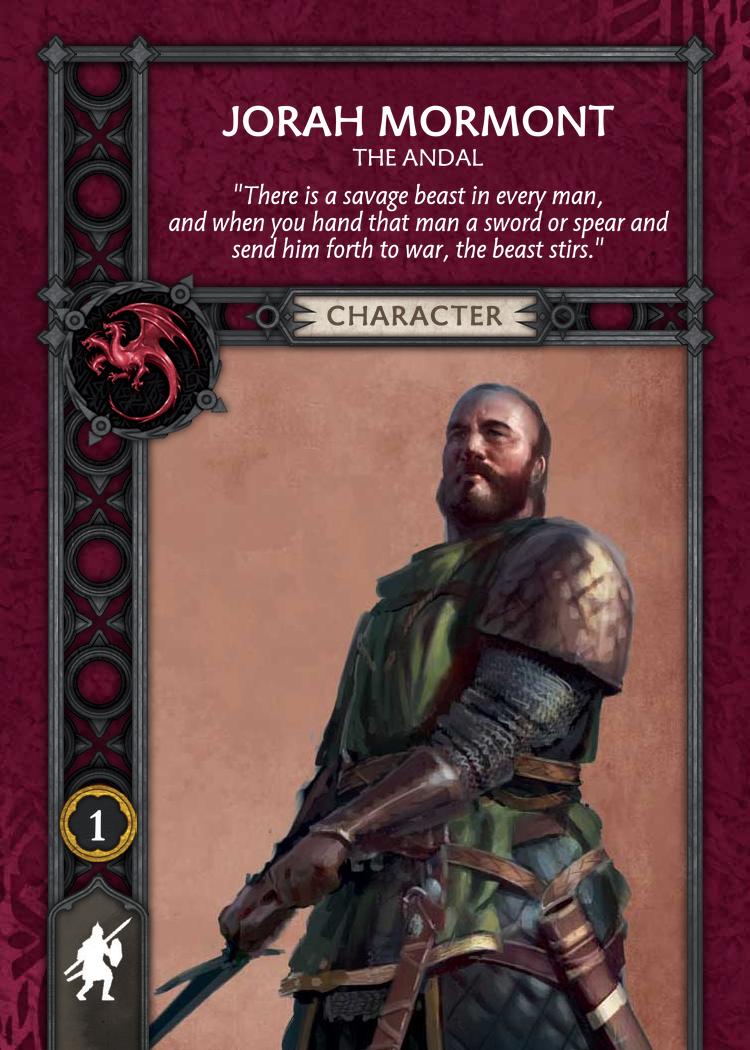 JORAH MORMONT
THE ANDAL
"There is a savage beast in every man,
and when you hand that man a sword or spear and
send him forth to war, the beast stirs."
CHARACTER
1